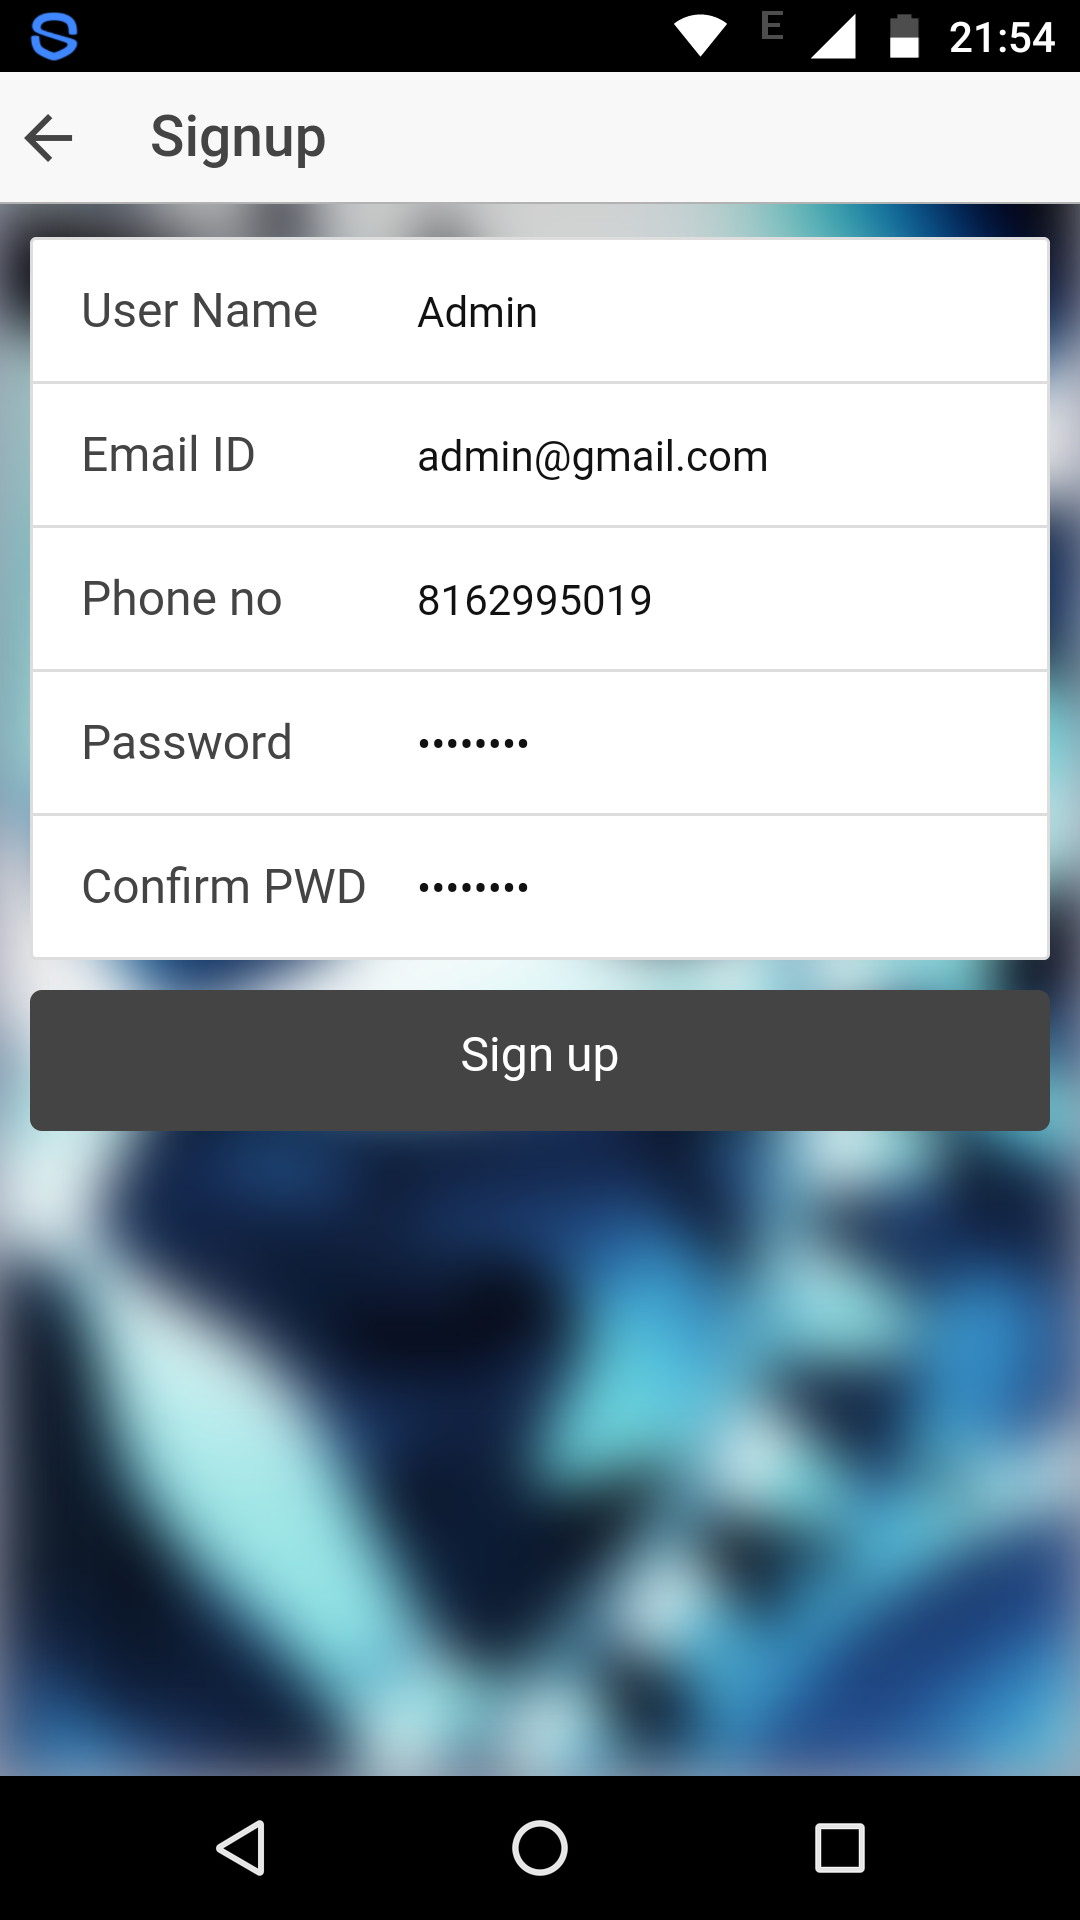 E 21:54
Signup
User Name Admin
Email ID admin@gmail.com
Phone no 8162995019
Password ••••••••
Confirm PWD ••••••••
Sign up